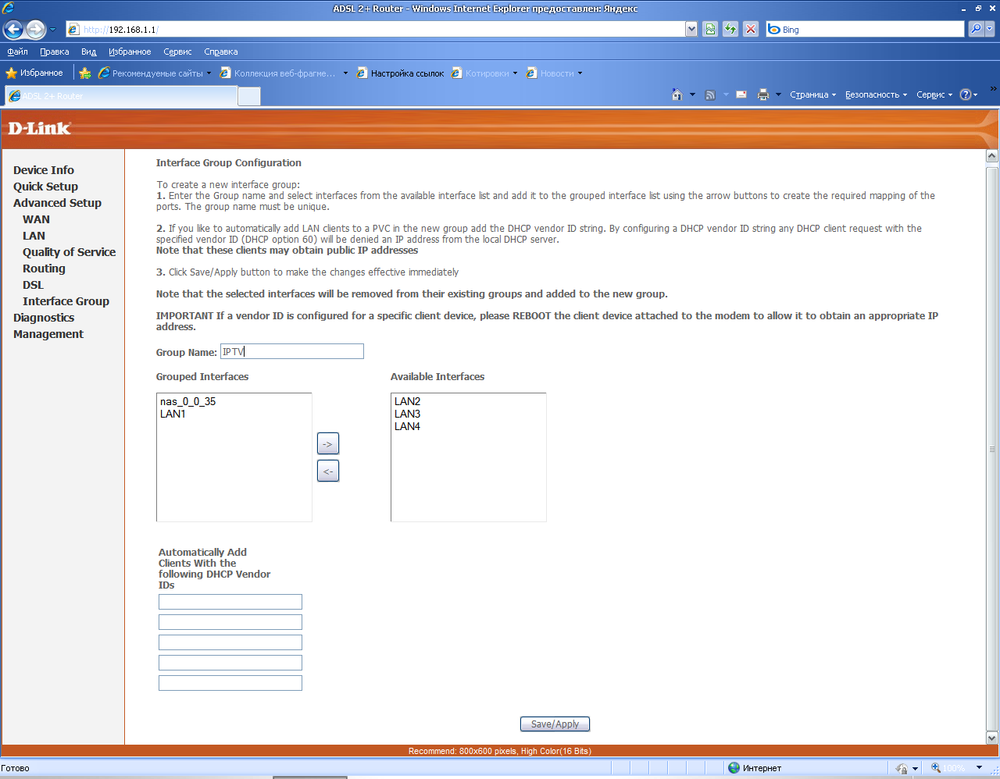 ADSL 2+ Router - Windows Internet Explorer предоставлен: Яндекс
http://192.168.1.1/
Bing
Файл Правка Вид Избранное Сервис Справка
Избранное Рекомендуемые сайты Коллекция веб-фрагме... Настройка ссылок Котировки Новости
ADSL 2+ Router
Страница Безопасность Сервис
D-Link
Device Info
Quick Setup
Advanced Setup
WAN
LAN
Quality of Service
Routing
DSL
Interface Group
Diagnostics
Management
Interface Group Configuration
To create a new interface group:
1. Enter the Group name and select interfaces from the available interface list and add it to the grouped interface list using the arrow buttons to create the required mapping of the
ports. The group name must be unique.
2. If you like to automatically add LAN clients to a PVC in the new group add the DHCP vendor ID string. By configuring a DHCP vendor ID string any DHCP client request with the
specified vendor ID (DHCP option 60) will be denied an IP address from the local DHCP server.
Note that these clients may obtain public IP addresses
3. Click Save/Apply button to make the changes effective immediately
Note that the selected interfaces will be removed from their existing groups and added to the new group.
IMPORTANT If a vendor ID is configured for a specific client device, please REBOOT the client device attached to the modem to allow it to obtain an appropriate IP
address.
Group Name: IPTV
Grouped Interfaces
Available Interfaces
nas_0_0_35
LAN1
->
<-
LAN2
LAN3
LAN4
Automatically Add
Clients With the
following DHCP Vendor
IDs
Save/Apply
Recommend: 800x600 pixels, High Color(16 Bits)
Готово
Интернет
100%